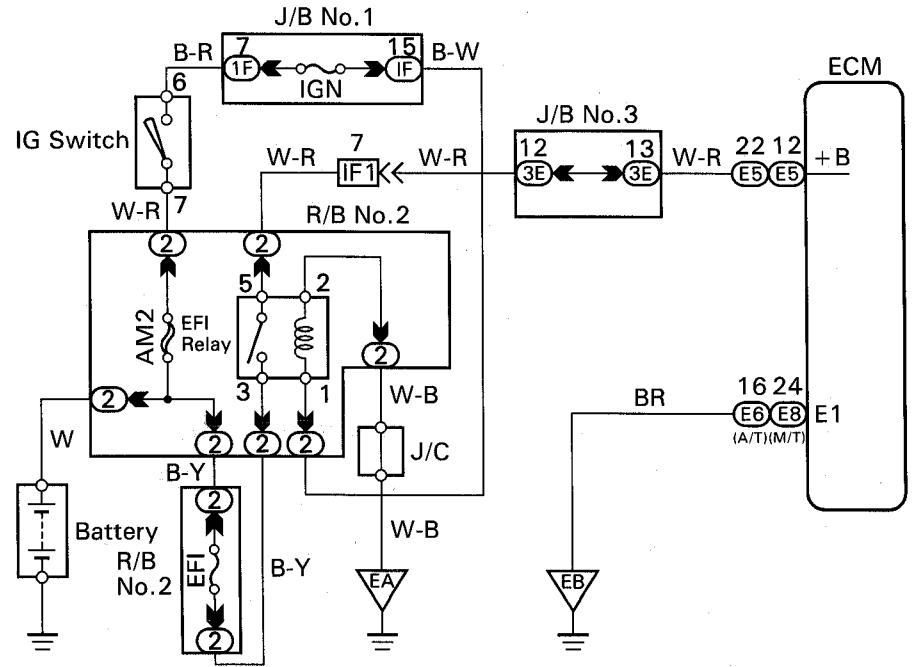 J/B No.1
B-R 7 15 B-W
1F IF
IGN
ECM
6
IG Switch
J/B No.3
7
12 13
22 12
W-R IF1 W-R 3E 3E W-R E5 E5 +B
W-R 7 R/B No.2
2 2
5 2
AM2
EFI
Relay
2
3 1
2
W-B
2 2 2
J/C
W
B-Y
2
W-B
BR
16 24
E6 E8 E1
(A/T) (M/T)
Battery
R/B
No.2
EFI
B-Y
2
EA
EB